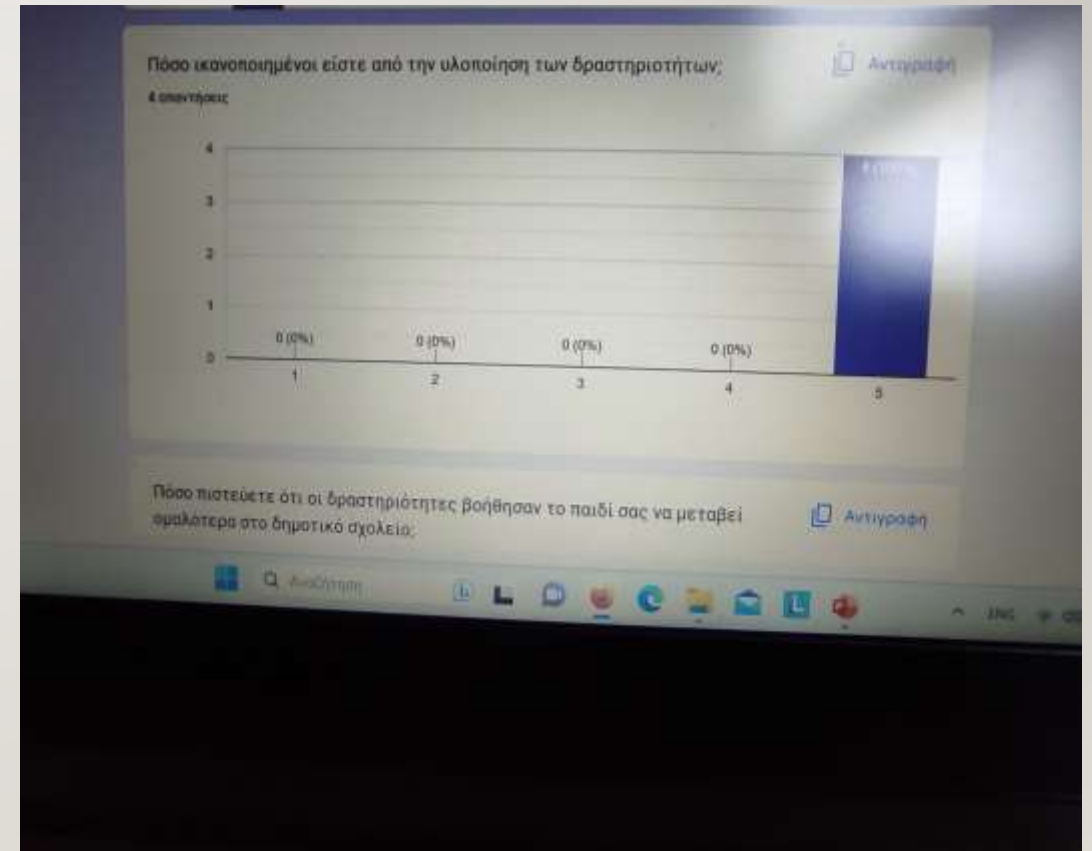 Πόσο ικανοποιημένοι είστε από την υλοποίηση των δραστηριοτήτων;
Αντιγραφή
4 απαντήσεις
4
3
2
1
0
0 (0%)
0 (0%)
0 (0%)
0 (0%)
4 (100%)
1
2
3
4
5
Πόσο πιστεύετε ότι οι δραστηριότητες βοήθησαν το παιδί σας να μεταβεί
ομαλότερα στο δημοτικό σχολείο;
Αντιγραφή
Αναζήτηση
ENG